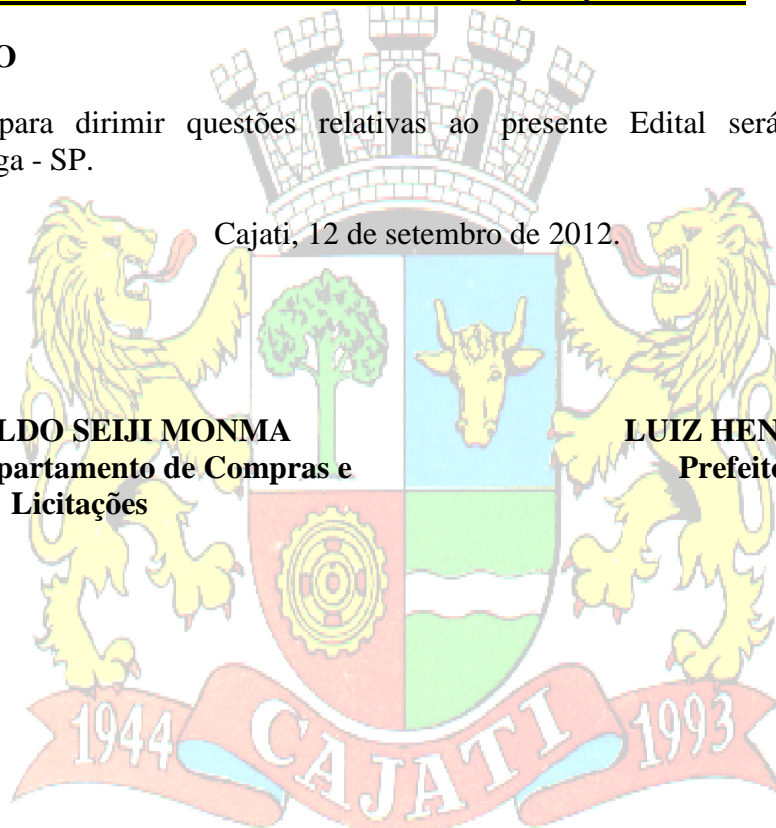 O
para dirimir questões relativas ao presente Edital será
ga - SP.
Cajati, 12 de setembro de 2012.
LDO SEIJI MONMA
LUIZ HEN
partamento de Compras e
Prefeito
Licitações
1944 CAJATI 1993